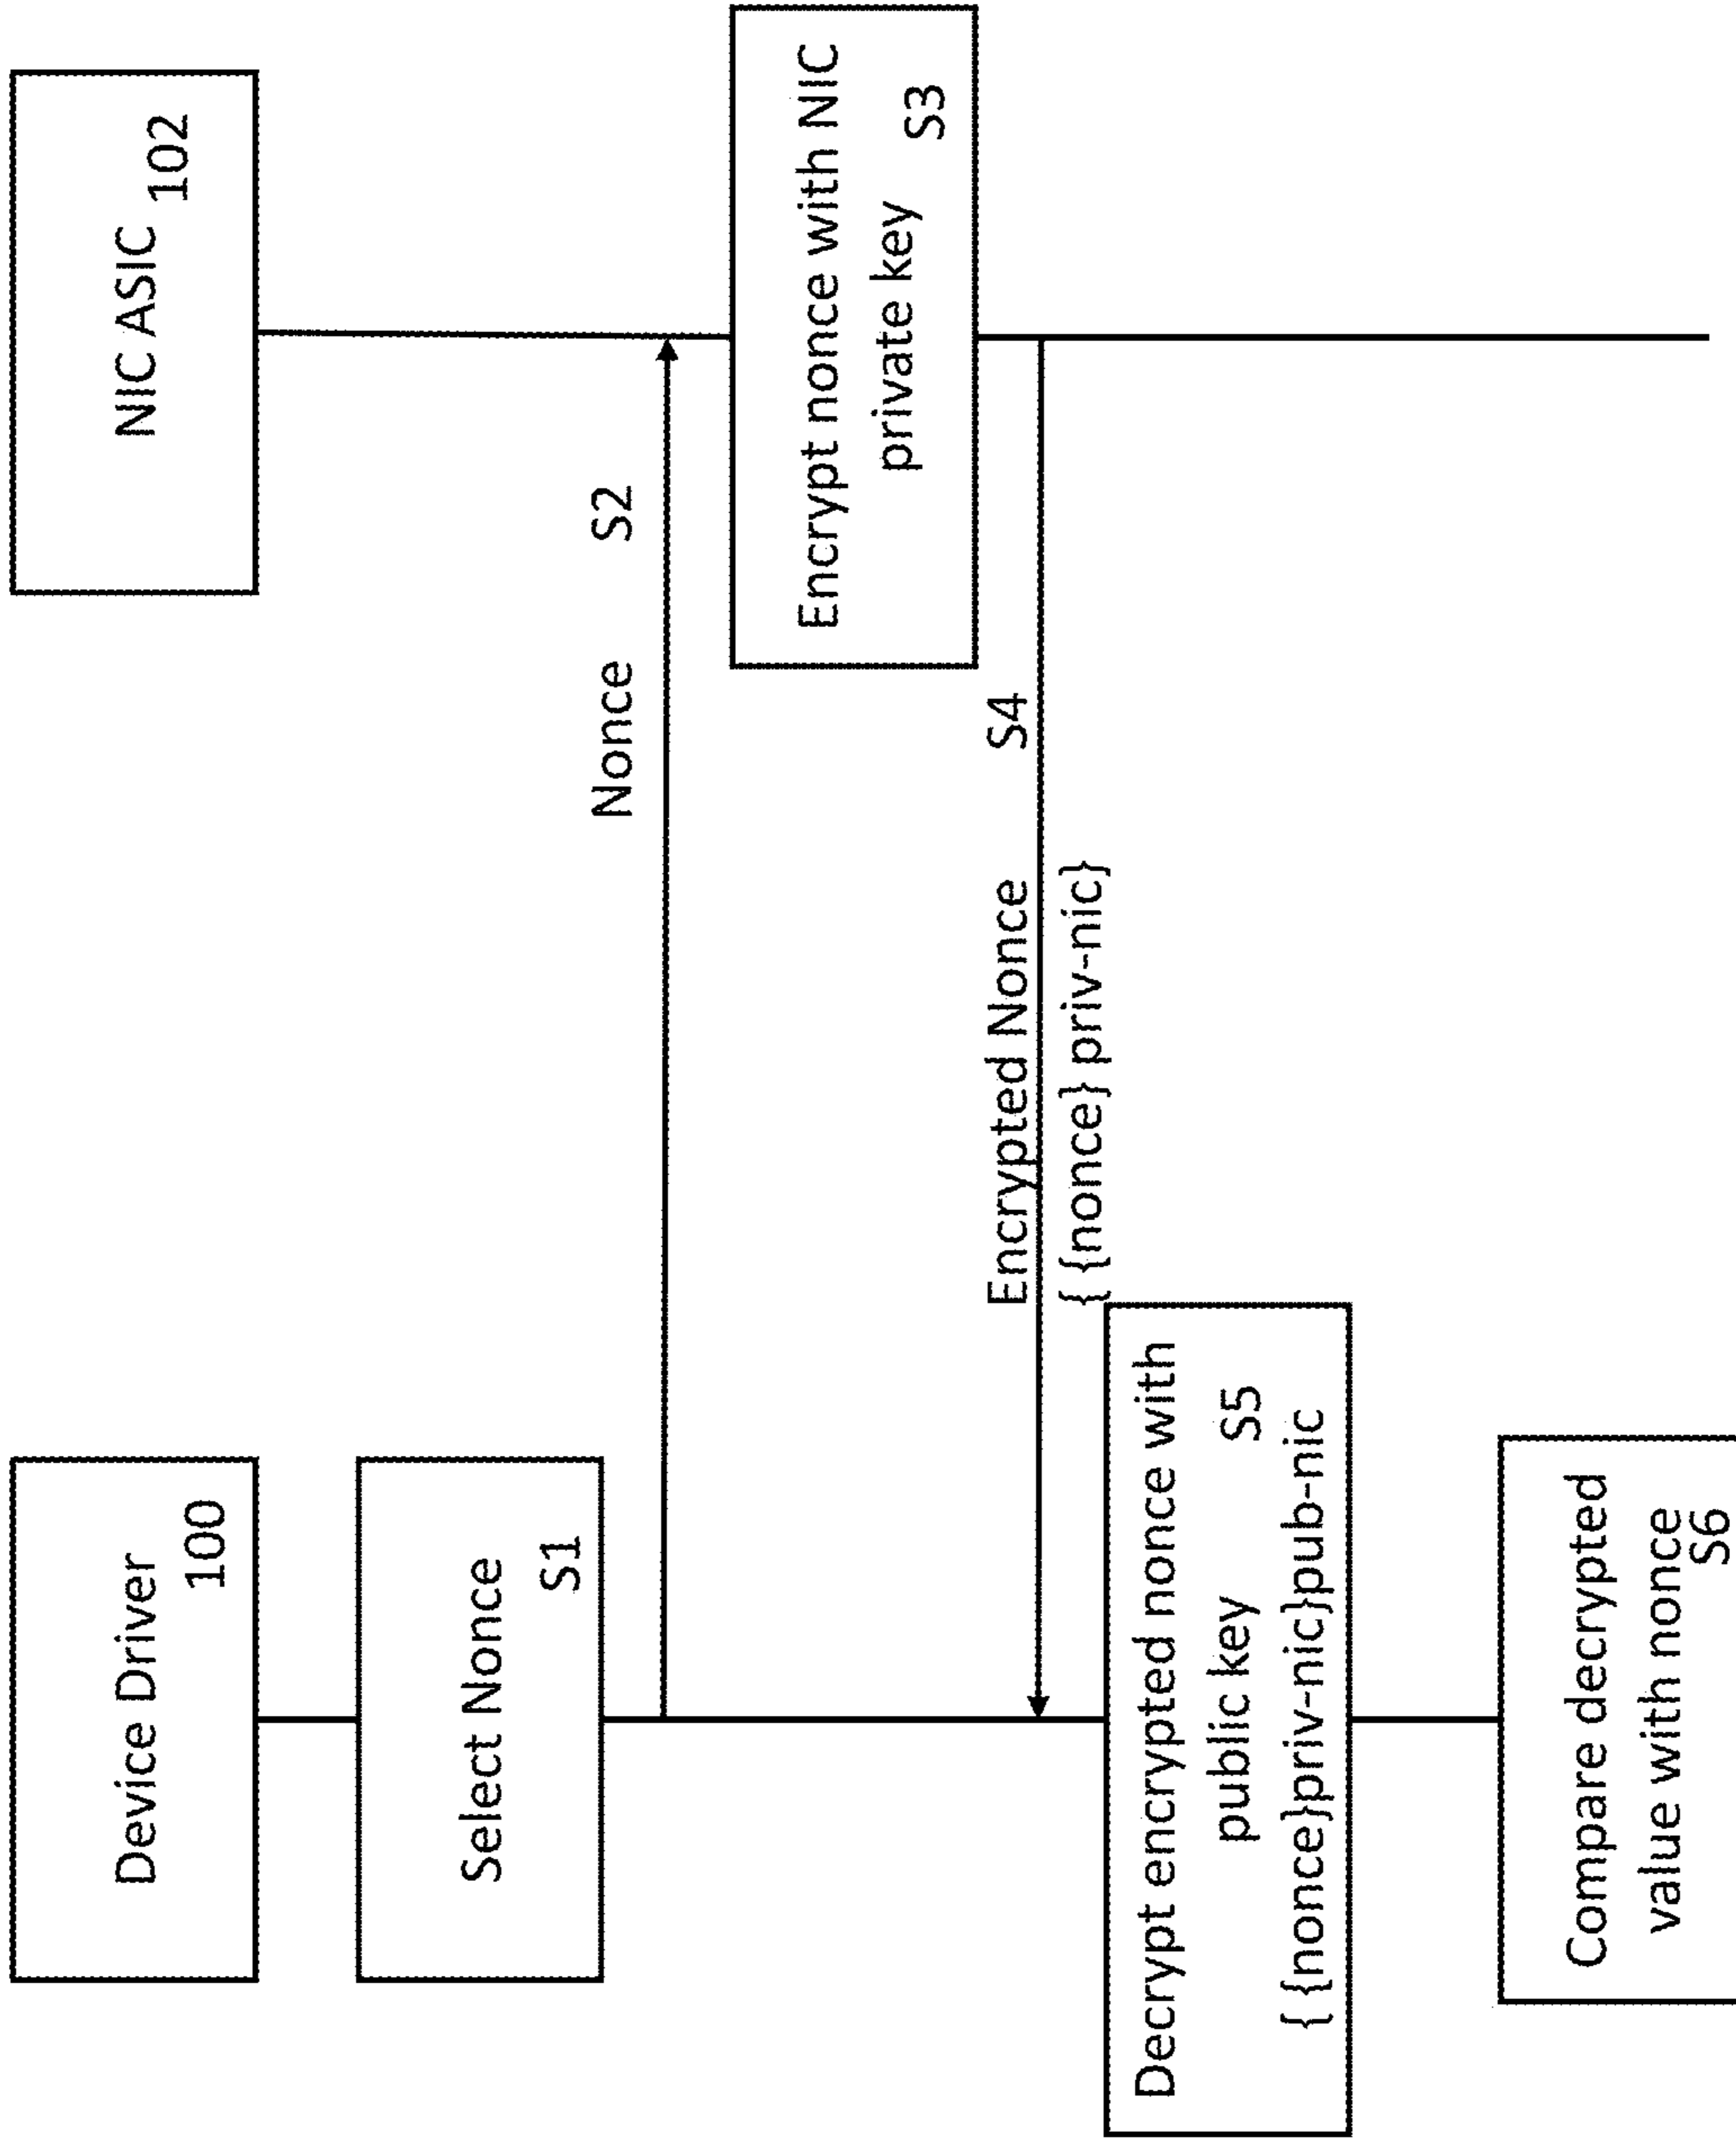 Device Driver
100
NIC ASIC
102
Select Nonce
S1
Nonce S2
Encrypt nonce with NIC
private key S3
Encrypted Nonce S4
{ {nonce} priv-nic}
Decrypt encrypted nonce with
public key S5
{ {nonce}priv-nic}pub-nic
Compare decrypted
value with nonce
S6